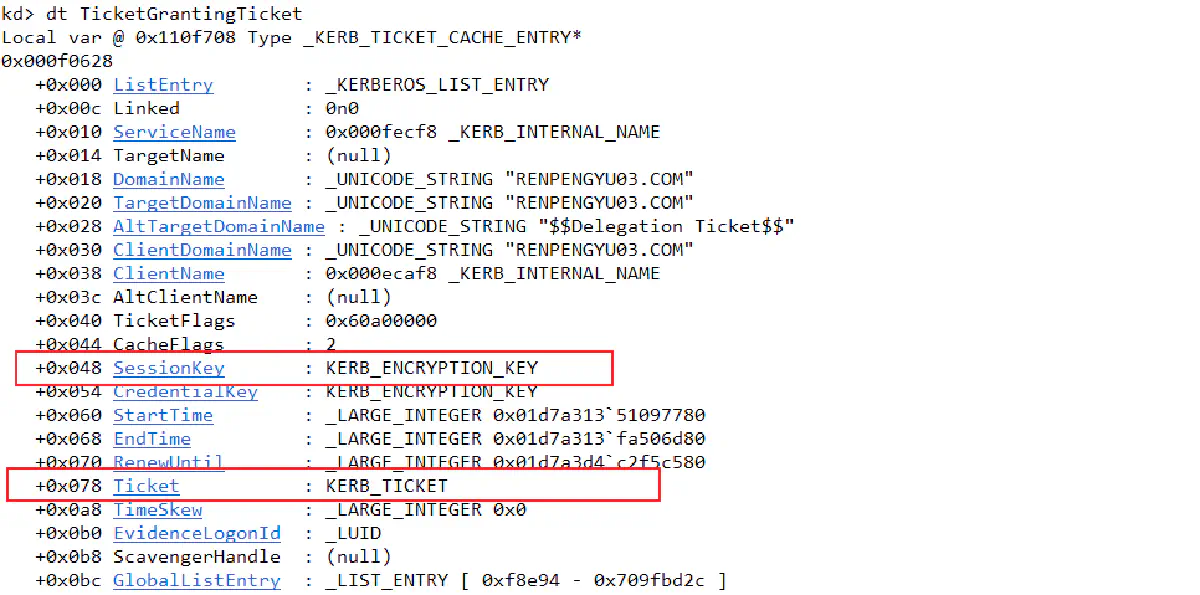 kd> dt TicketGrantingTicket
Local var @ 0x110f708 Type _KERB_TICKET_CACHE_ENTRY*
0x000f0628
   +0x000 ListEntry        : _KERBEROS_LIST_ENTRY
   +0x00c Linked           : 0n0
   +0x010 ServiceName      : 0x000fecf8 _KERB_INTERNAL_NAME
   +0x014 TargetName       : (null)
   +0x018 DomainName       : _UNICODE_STRING "RENPENGYU03.COM"
   +0x020 TargetDomainName : _UNICODE_STRING "RENPENGYU03.COM"
   +0x028 AltTargetDomainName : _UNICODE_STRING "$$Delegation Ticket$$"
   +0x030 ClientDomainName : _UNICODE_STRING "RENPENGYU03.COM"
   +0x038 ClientName       : 0x000ecaf8 _KERB_INTERNAL_NAME
   +0x03c AltClientName    : (null)
   +0x040 TicketFlags      : 0x60a00000
   +0x044 CacheFlags       : 2
   +0x048 SessionKey       : KERB_ENCRYPTION_KEY
   +0x054 CredentialKey    : KERB_ENCRYPTION_KEY
   +0x060 StartTime        : _LARGE_INTEGER 0x01d7a313`51097780
   +0x068 EndTime          : _LARGE_INTEGER 0x01d7a313`fa506d80
   +0x070 RenewUntil       : _LARGE_INTEGER 0x01d7a3d4`c2f5c580
   +0x078 Ticket           : KERB_TICKET
   +0x0a8 TimeSkew         : _LARGE_INTEGER 0x0
   +0x0b0 EvidenceLogonId  : _LUID
   +0x0b8 ScavengerHandle  : (null)
   +0x0bc GlobalListEntry  : _LIST_ENTRY [ 0xf8e94 - 0x709fbd2c ]